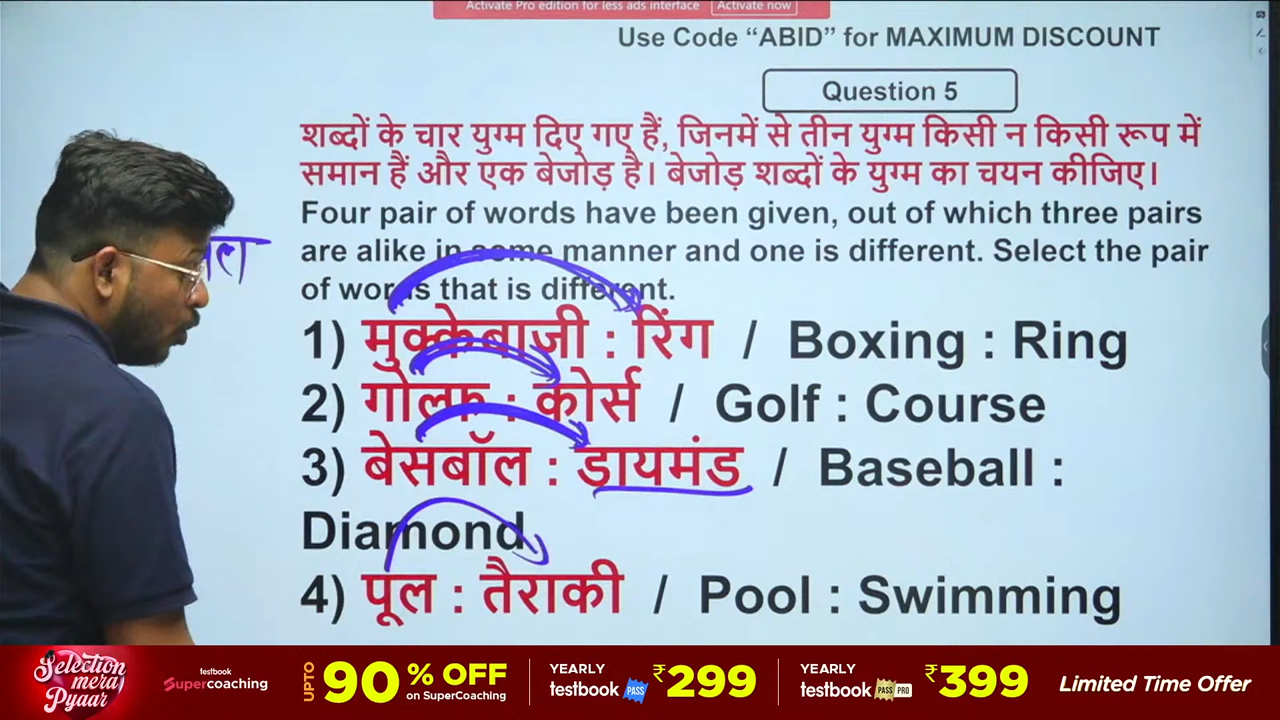 Activate Pro edition for less ads interface Activate now
Use Code “ABID” for MAXIMUM DISCOUNT
Question 5
शब्दों के चार युग्म दिए गए हैं, जिनमें से तीन युग्म किसी न किसी रूप में
समान हैं और एक बेजोड़ है। बेजोड़ शब्दों के युग्म का चयन कीजिए।
Four pair of words have been given, out of which three pairs
are alike in some manner and one is different. Select the pair
of words that is different.
1) मुक्केबाजी : रिंग / Boxing : Ring
2) गोल्फ : कोर्स / Golf : Course
3) बेसबॉल : डायमंड / Baseball :
Diamond
4) पूल : तैराकी / Pool : Swimming
Selection mera Pyaar
testbook Supercoaching
UPTO 90% OFF on SuperCoaching
YEARLY testbook PASS ₹299
YEARLY testbook PASS PRO ₹399
Limited Time Offer